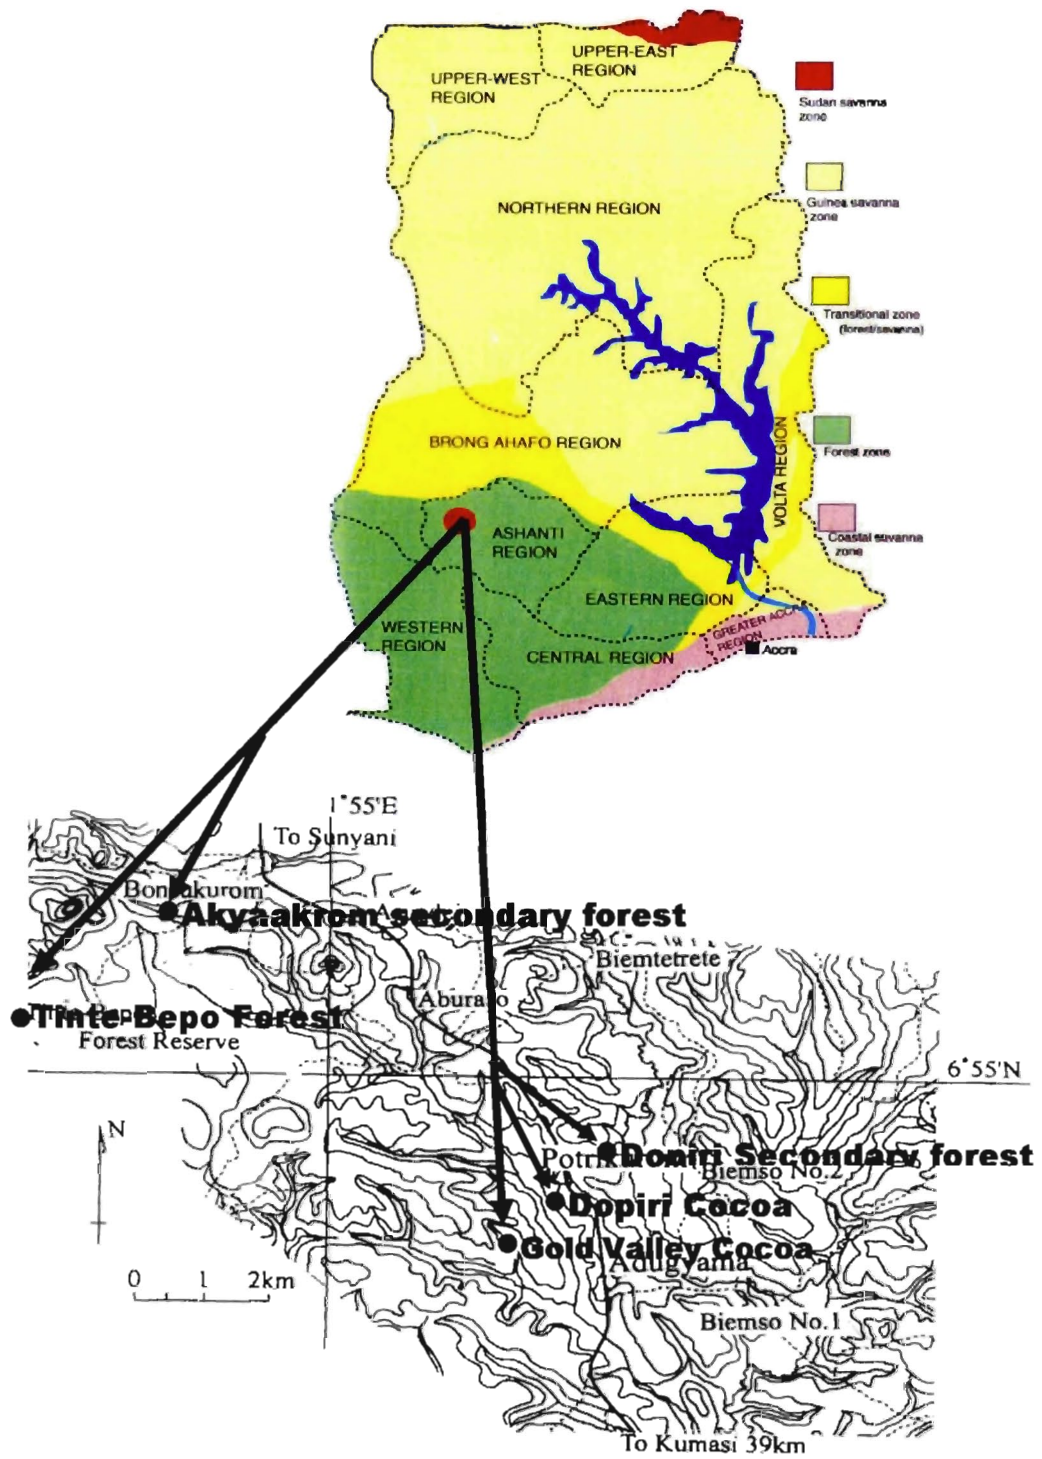 UPPER-EAST
REGION
UPPER-WEST
REGION
Sudan savanna
zone
Guinea savanna
zone
NORTHERN REGION
Transitional zone
(forest/savanna)
BRONG AHAFO REGION
VOLTA REGION
Forest zone
ASHANTI
REGION
Coastal savanna
zone
EASTERN REGION
GREATER ACCRA
REGION
WESTERN
REGION
CENTRAL REGION
Accra
1°55'E
To Sunyani
Akyaakrom secondary forest
Biemtetrete
Tinte-Bepo Forest
Forest Reserve
6°55'N
N
Dopiri Secondary forest
Biemso No.2
Dopiri Cocoa
Gold Valley Cocoa
Adugyama
0 1 2km
Biemso No.1
To Kumasi 39km